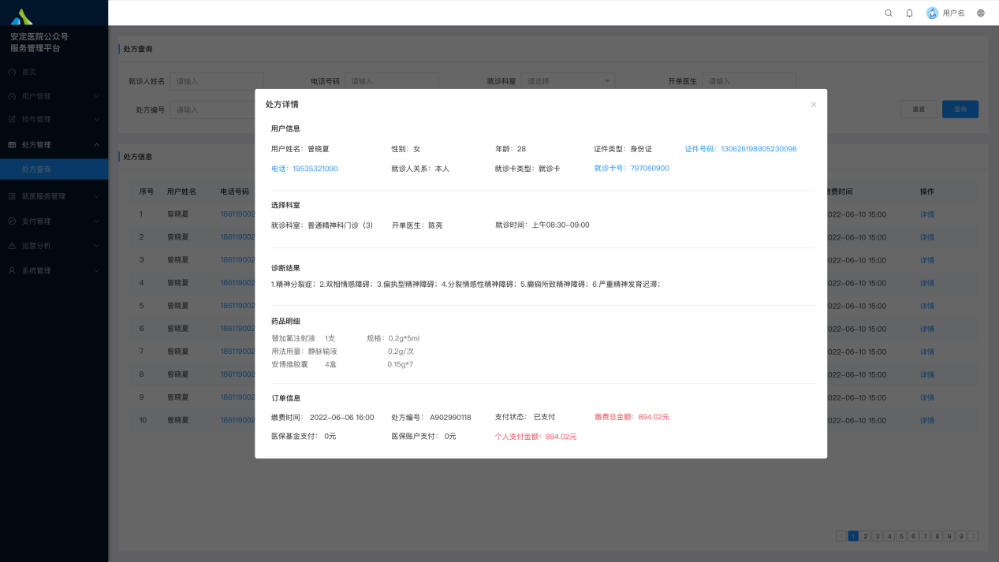 用户名
安定医院公众号
服务管理平台
首页
用户管理
挂号管理
处方管理
处方查询
就医服务管理
支付管理
运营分析
系统管理
处方查询
就诊人姓名 请输入 电话号码 请输入 就诊科室 请选择 开单医生 请输入
处方编号 请输入 重置 查询
处方信息
序号 用户姓名 电话号码 缴费时间 操作
1 曾晓夏 186119002 2022-06-10 15:00 详情
2 曾晓夏 186119002 2022-06-10 15:00 详情
3 曾晓夏 186119002 2022-06-10 15:00 详情
4 曾晓夏 186119002 2022-06-10 15:00 详情
5 曾晓夏 186119002 2022-06-10 15:00 详情
6 曾晓夏 186119002 2022-06-10 15:00 详情
7 曾晓夏 186119002 2022-06-10 15:00 详情
8 曾晓夏 186119002 2022-06-10 15:00 详情
9 曾晓夏 186119002 2022-06-10 15:00 详情
10 曾晓夏 186119002 2022-06-10 15:00 详情
1 2 3 4 5 6 7 8 9 9
处方详情
用户信息
用户姓名：曾晓夏 性别：女 年龄：28 证件类型：身份证 证件号码：130626198905230098
电话：19535321090 就诊人关系：本人 就诊卡类型：就诊卡 就诊卡号：797080900
选择科室
就诊科室：普通精神科门诊（3） 开单医生：陈亮 就诊时间：上午08:30-09:00
诊断结果
1.精神分裂症；2.双相情感障碍；3.偏执型精神障碍；4.分裂情感性精神障碍；5.癫痫所致精神障碍；6.严重精神发育迟滞；
药品明细
替加氟注射液 1支 规格：0.2g*5ml
用法用量：静脉输液 0.2g/次
安博维胶囊 4盒 0.15g*7
订单信息
缴费时间： 2022-06-06 16:00 处方编号： A902990118 支付状态： 已支付 缴费总金额：894.02元
医保基金支付： 0元 医保账户支付： 0元 个人支付金额：894.02元